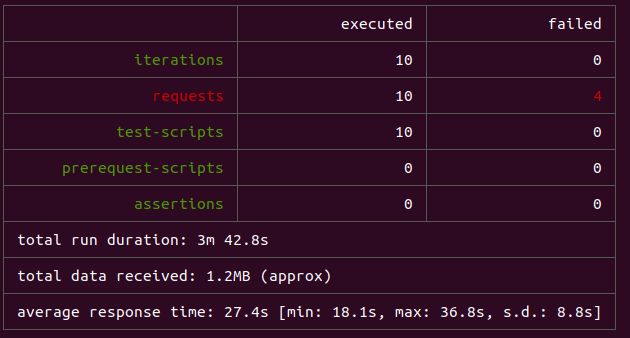 executed failed
iterations 10 0
requests 10 4
test-scripts 10 0
prerequest-scripts 0 0
assertions 0 0
total run duration: 3m 42.8s
total data received: 1.2MB (approx)
average response time: 27.4s [min: 18.1s, max: 36.8s, s.d.: 8.8s]